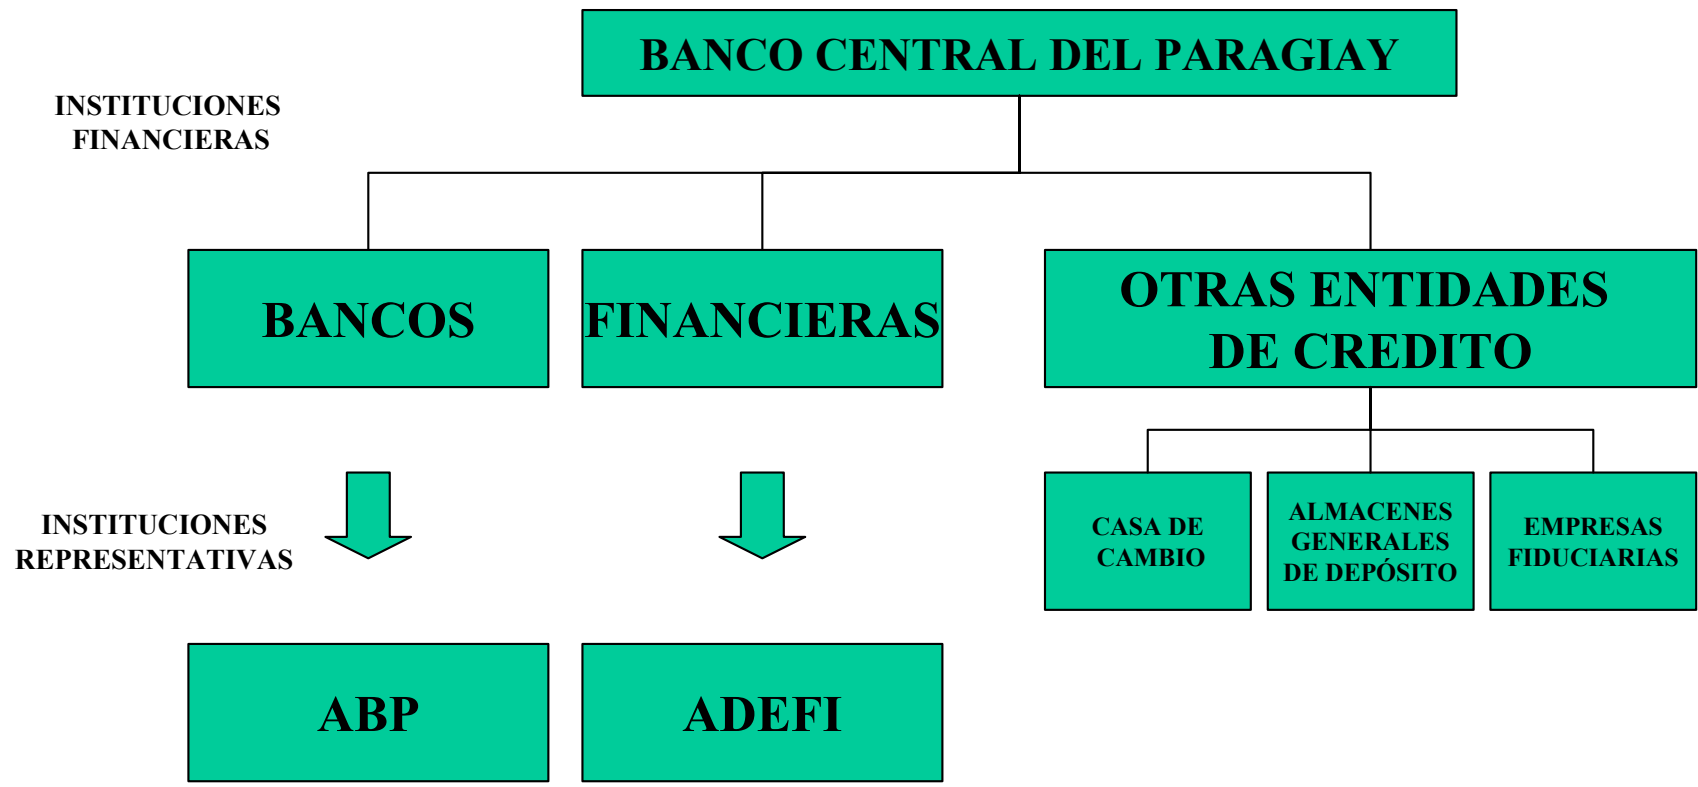 BANCO CENTRAL DEL PARAGIAY
INSTITUCIONES
FINANCIERAS
BANCOS
FINANCIERAS
OTRAS ENTIDADES
DE CREDITO
INSTITUCIONES
REPRESENTATIVAS
CASA DE
CAMBIO
ALMACENES
GENERALES
DE DEPÓSITO
EMPRESAS
FIDUCIARIAS
ABP
ADEFI